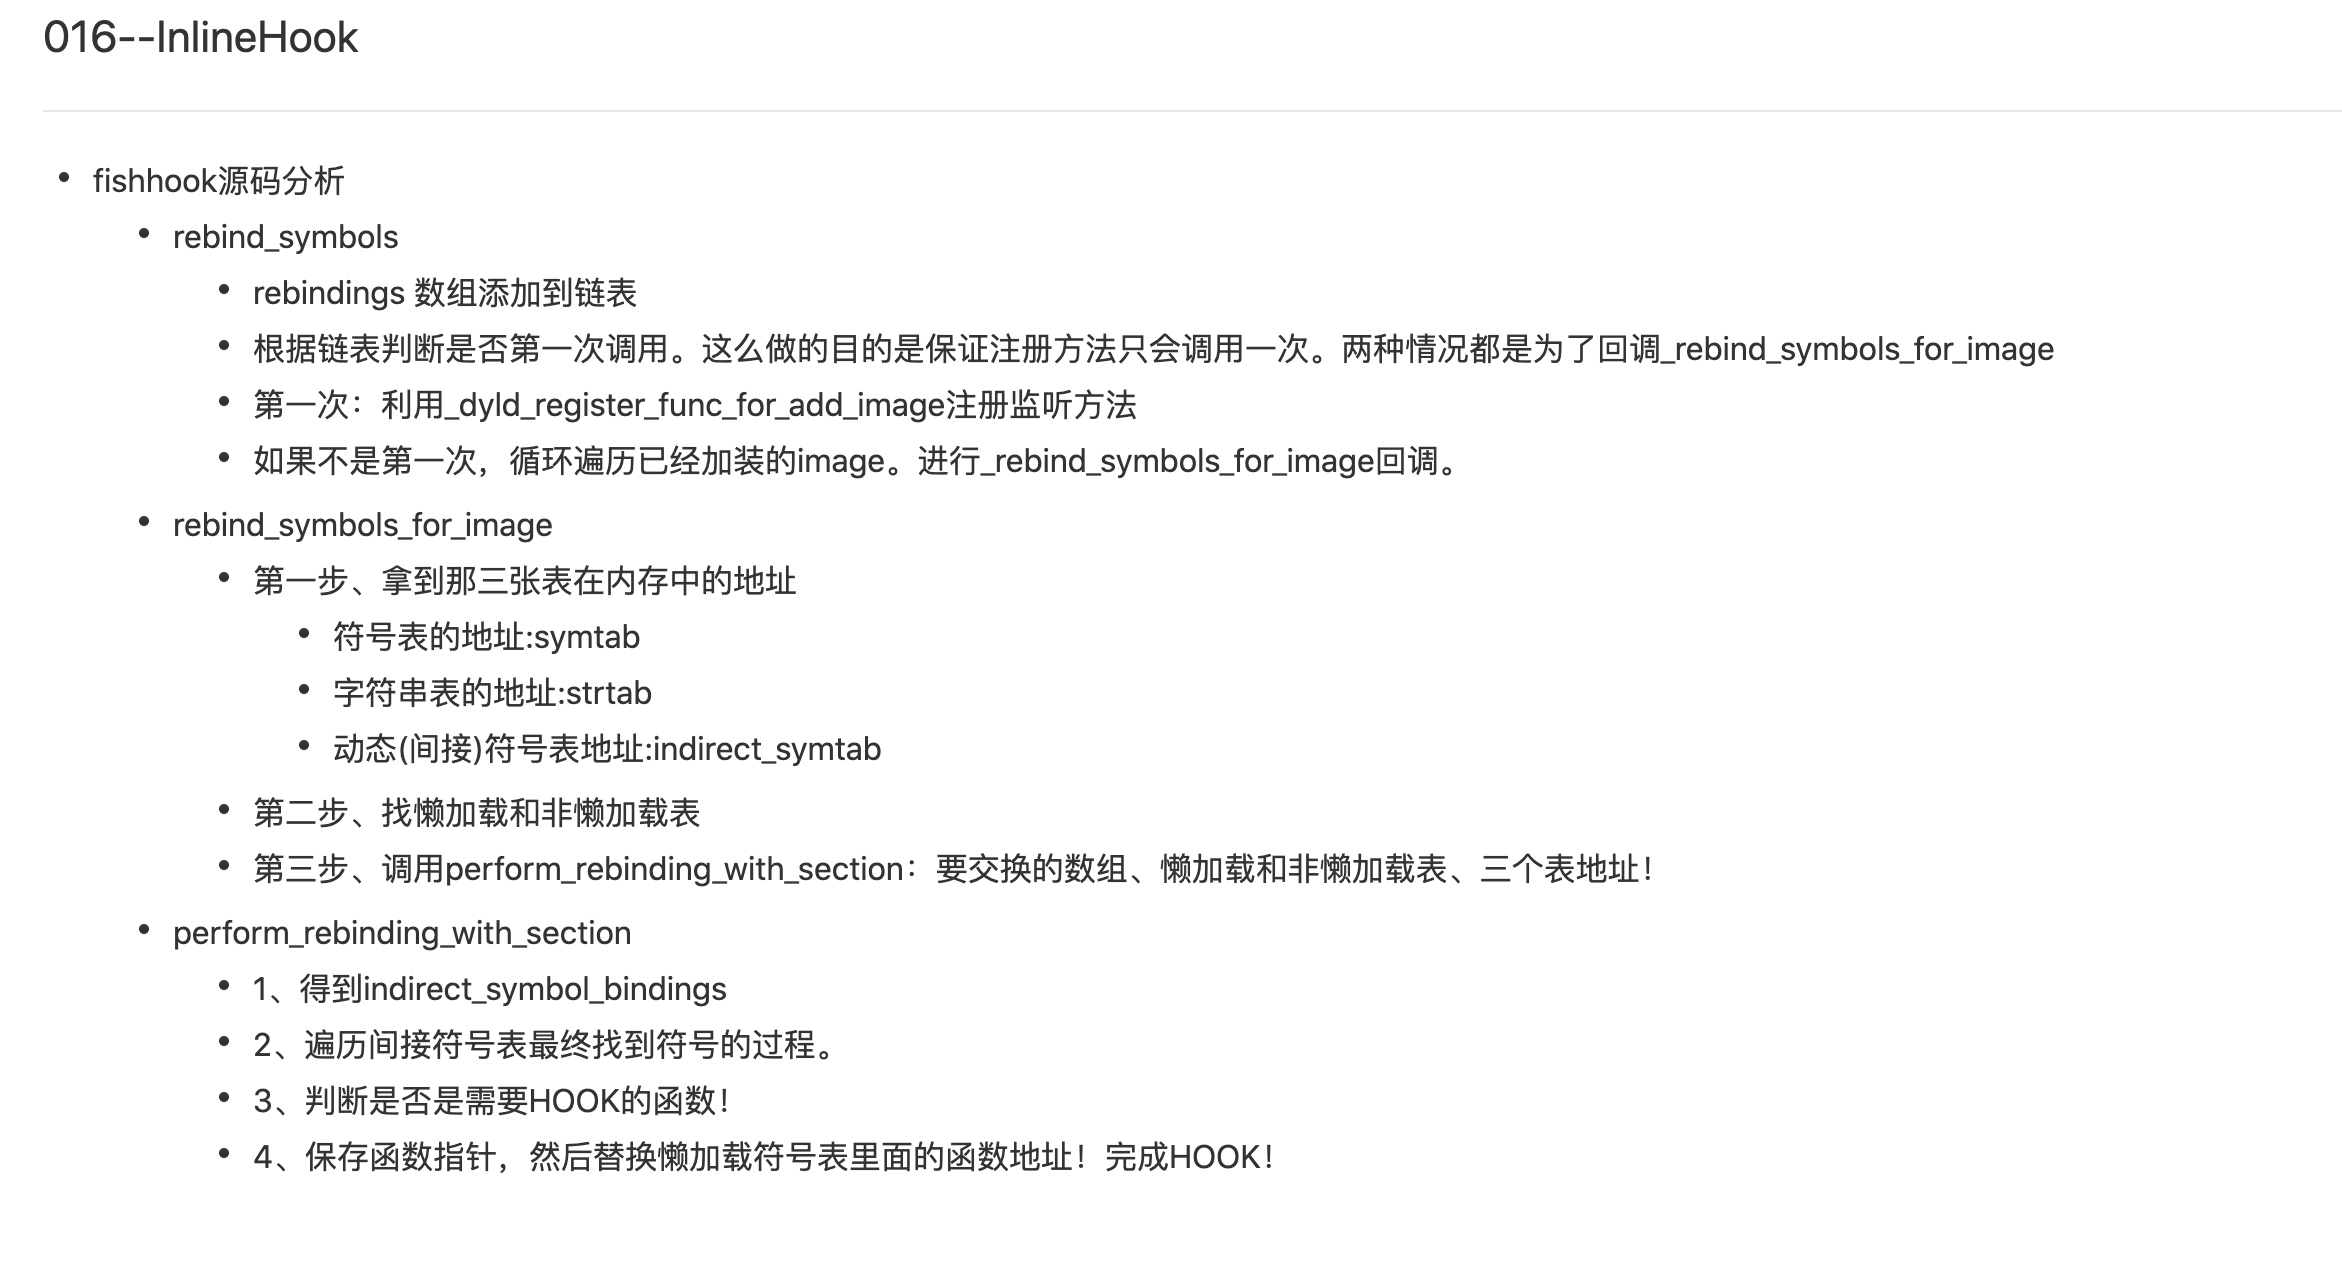 016--InlineHook
fishhook源码分析
rebind_symbols
rebindings 数组添加到链表
根据链表判断是否第一次调用。这么做的目的是保证注册方法只会调用一次。两种情况都是为了回调_rebind_symbols_for_image
第一次：利用_dyld_register_func_for_add_image注册监听方法
如果不是第一次，循环遍历已经加装的image。进行_rebind_symbols_for_image回调。
rebind_symbols_for_image
第一步、拿到那三张表在内存中的地址
符号表的地址:symtab
字符串表的地址:strtab
动态(间接)符号表地址:indirect_symtab
第二步、找懒加载和非懒加载表
第三步、调用perform_rebinding_with_section：要交换的数组、懒加载和非懒加载表、三个表地址！
perform_rebinding_with_section
1、得到indirect_symbol_bindings
2、遍历间接符号表最终找到符号的过程。
3、判断是否是需要HOOK的函数！
4、保存函数指针，然后替换懒加载符号表里面的函数地址！完成HOOK！